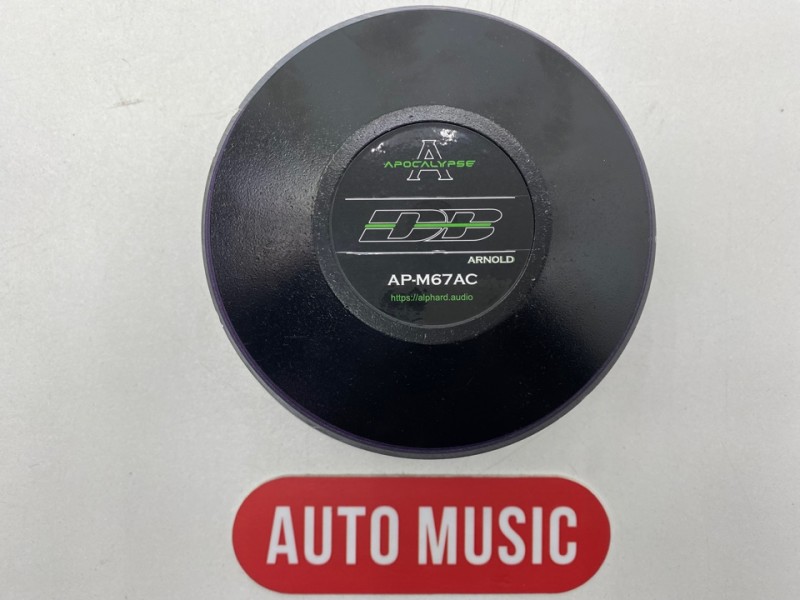 A
APOCALYPSE
DB
ARNOLD
AP-M67AC
https://alphard.audio
AUTO MUSIC